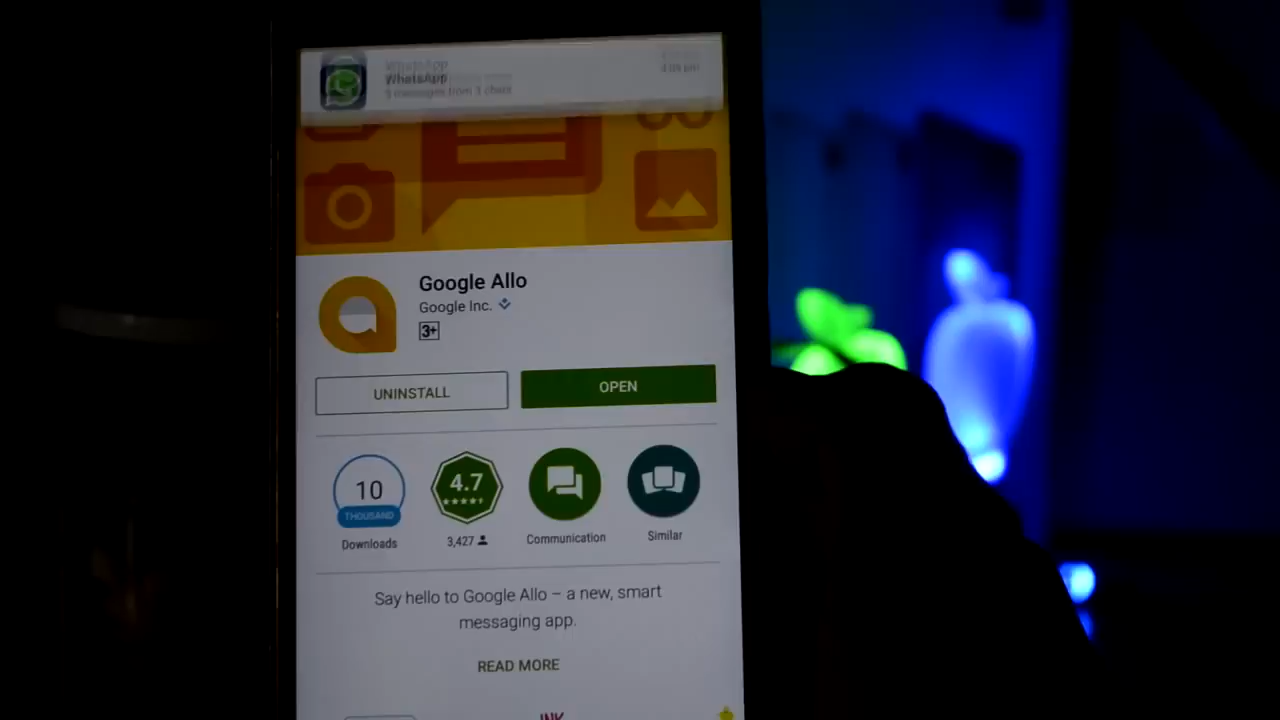 WhatsApp
Google Allo
Google Inc.
3+
UNINSTALL
OPEN
10
THOUSAND
4.7
Downloads
3,427
Communication
Similar
Say hello to Google Allo – a new, smart
messaging app.
READ MORE